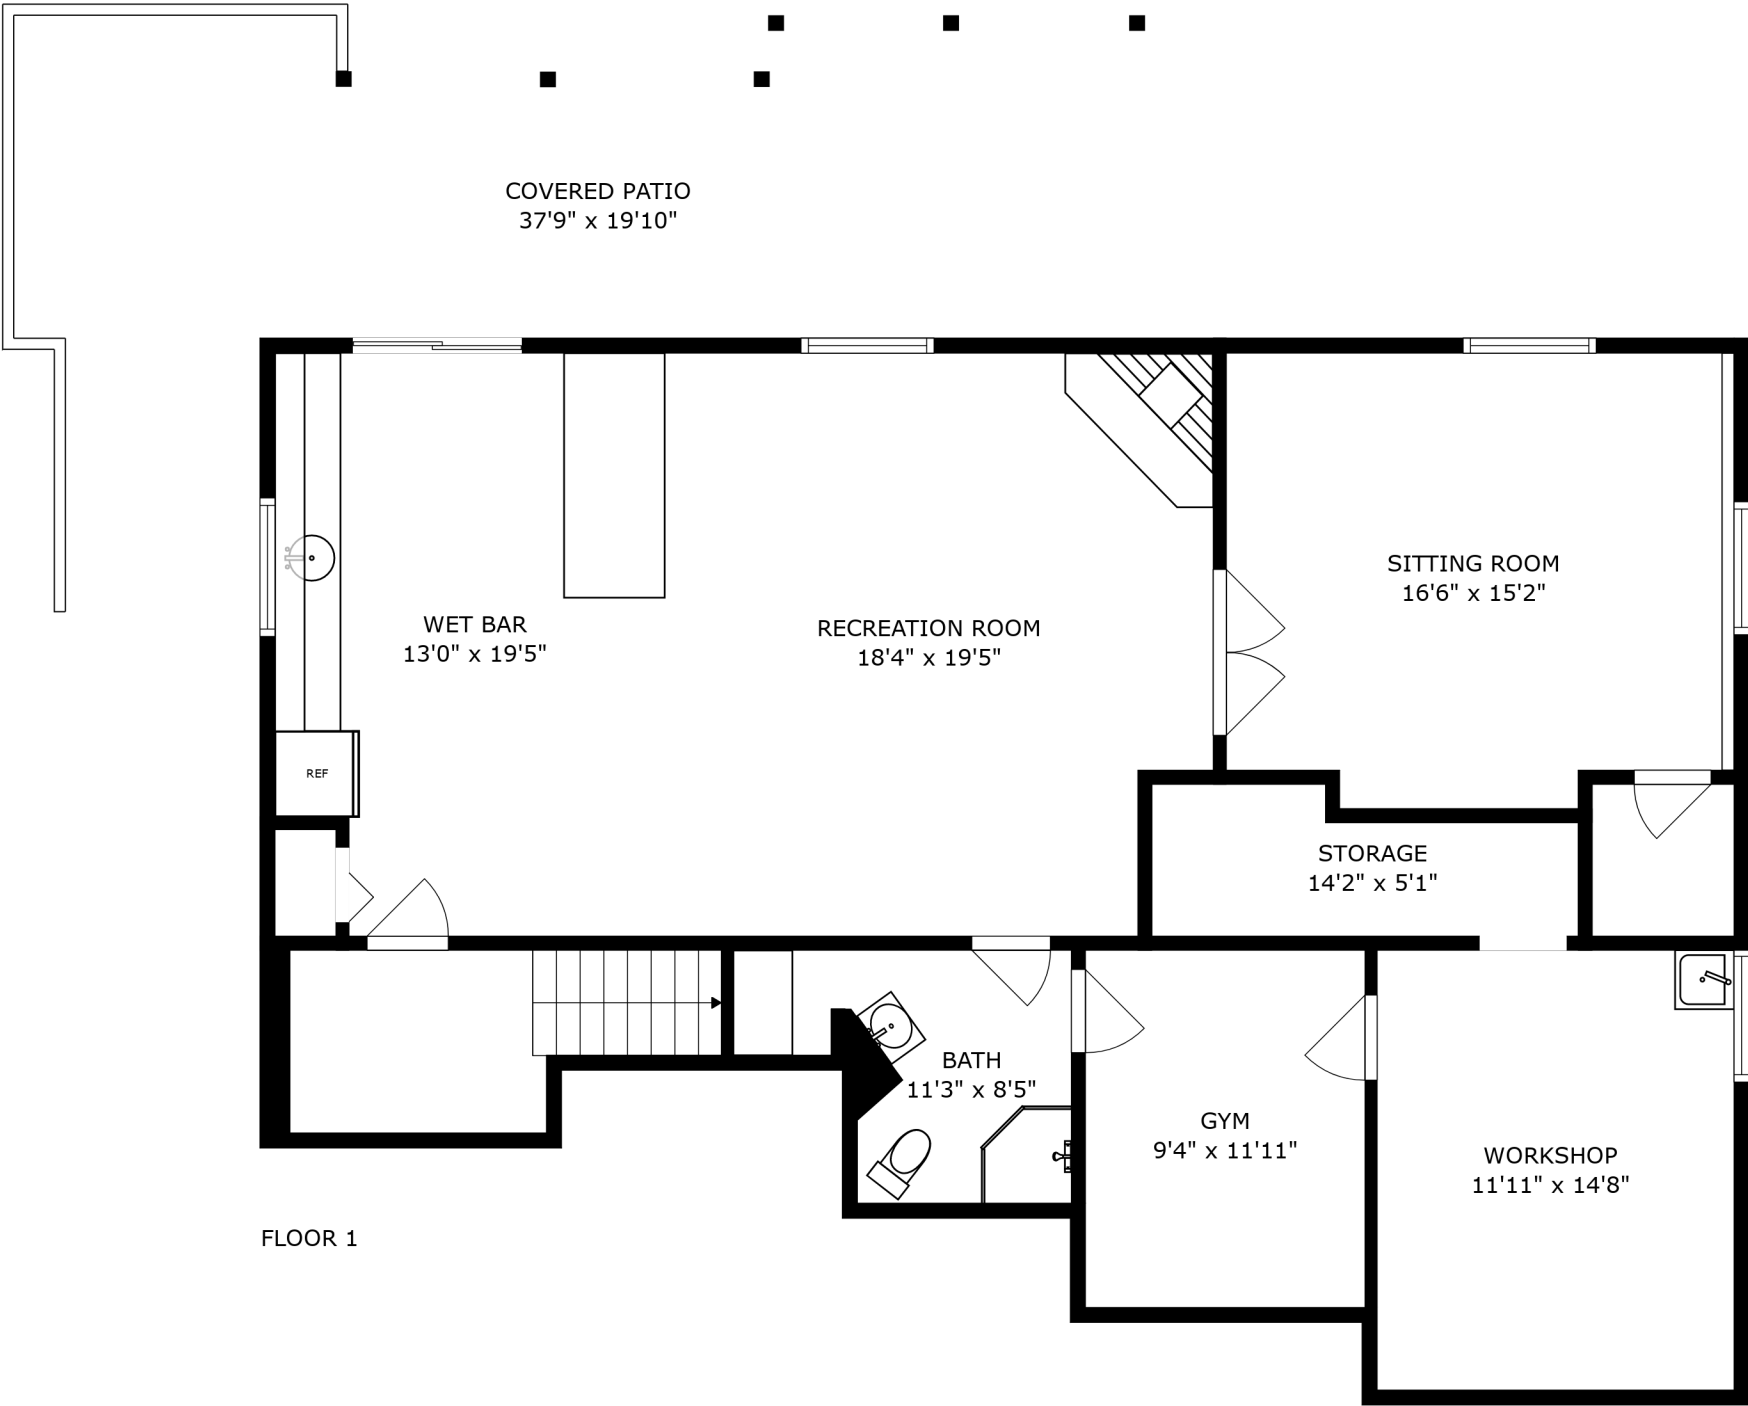 COVERED PATIO
37'9" x 19'10"
SITTING ROOM
16'6" x 15'2"
WET BAR
13'0" x 19'5"
RECREATION ROOM
18'4" x 19'5"
REF
STORAGE
14'2" x 5'1"
BATH
11'3" x 8'5"
GYM
9'4" x 11'11"
WORKSHOP
11'11" x 14'8"
FLOOR 1